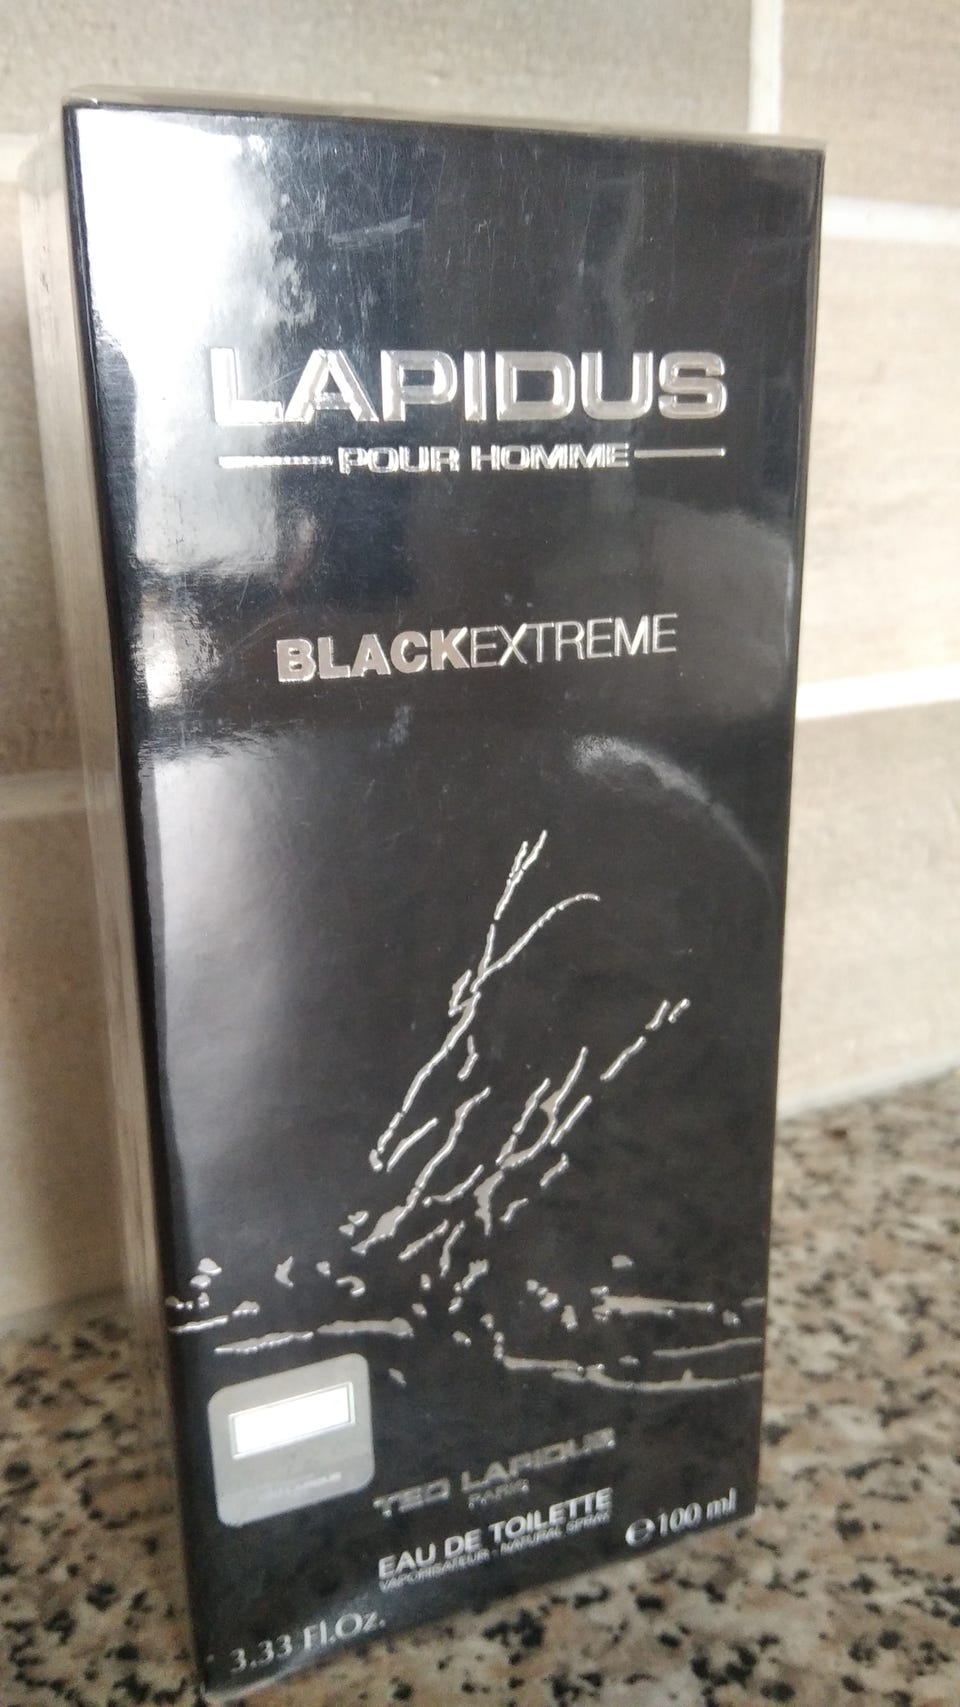 LAPIDUS
POUR HOMME
BLACKEXTREME
TED LAPIDUS
PARIS
EAU DE TOILETTE
VAPORISATEUR - NATURAL SPRAY
℮100 ml
3.33 Fl.Oz.